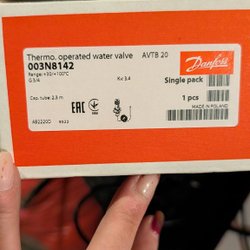 Thermo. operated water valve AVTB 20
003N8142
Range: +30/+100°C
G 3/4
Kv 3.4
Danfoss
Single pack
Cap. tube: 2.3 m
1 pcs
MADE IN POLAND
EAC